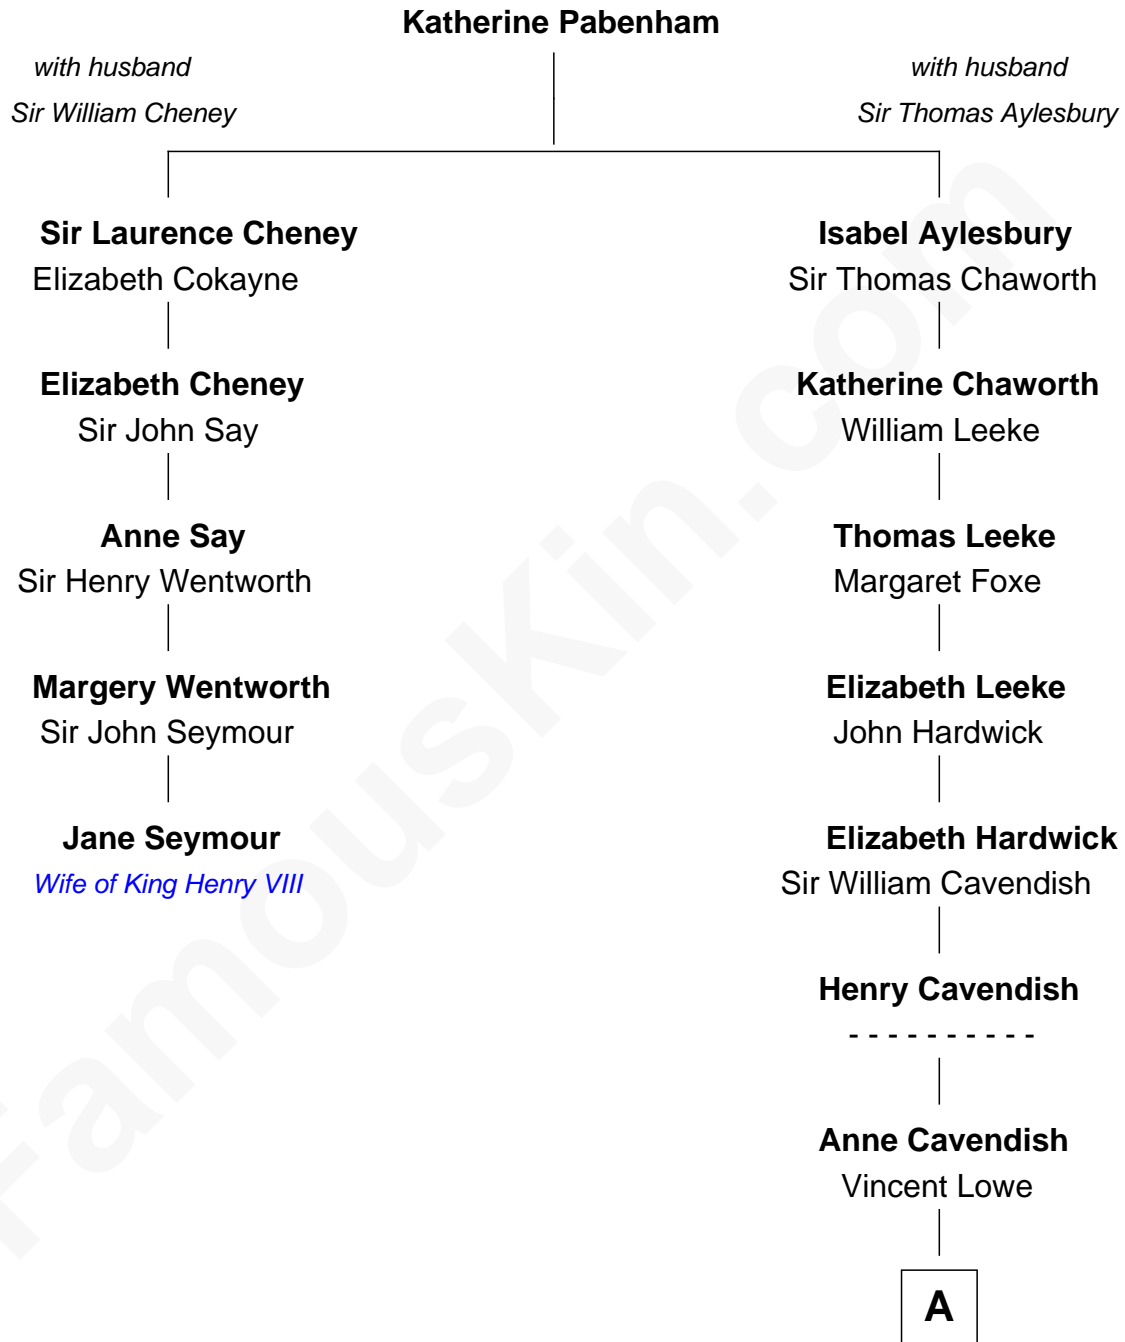 Katherine Pabenham
with husband
Sir William Cheney
with husband
Sir Thomas Aylesbury
Sir Laurence Cheney
Elizabeth Cokayne
Elizabeth Cheney
Sir John Say
Anne Say
Sir Henry Wentworth
Margery Wentworth
Sir John Seymour
Jane Seymour
Wife of King Henry VIII
Isabel Aylesbury
Sir Thomas Chaworth
Katherine Chaworth
William Leeke
Thomas Leeke
Margaret Foxe
Elizabeth Leeke
John Hardwick
Elizabeth Hardwick
Sir William Cavendish
Henry Cavendish
- - - - - - - - - -
Anne Cavendish
Vincent Lowe
A
FamousKin.com